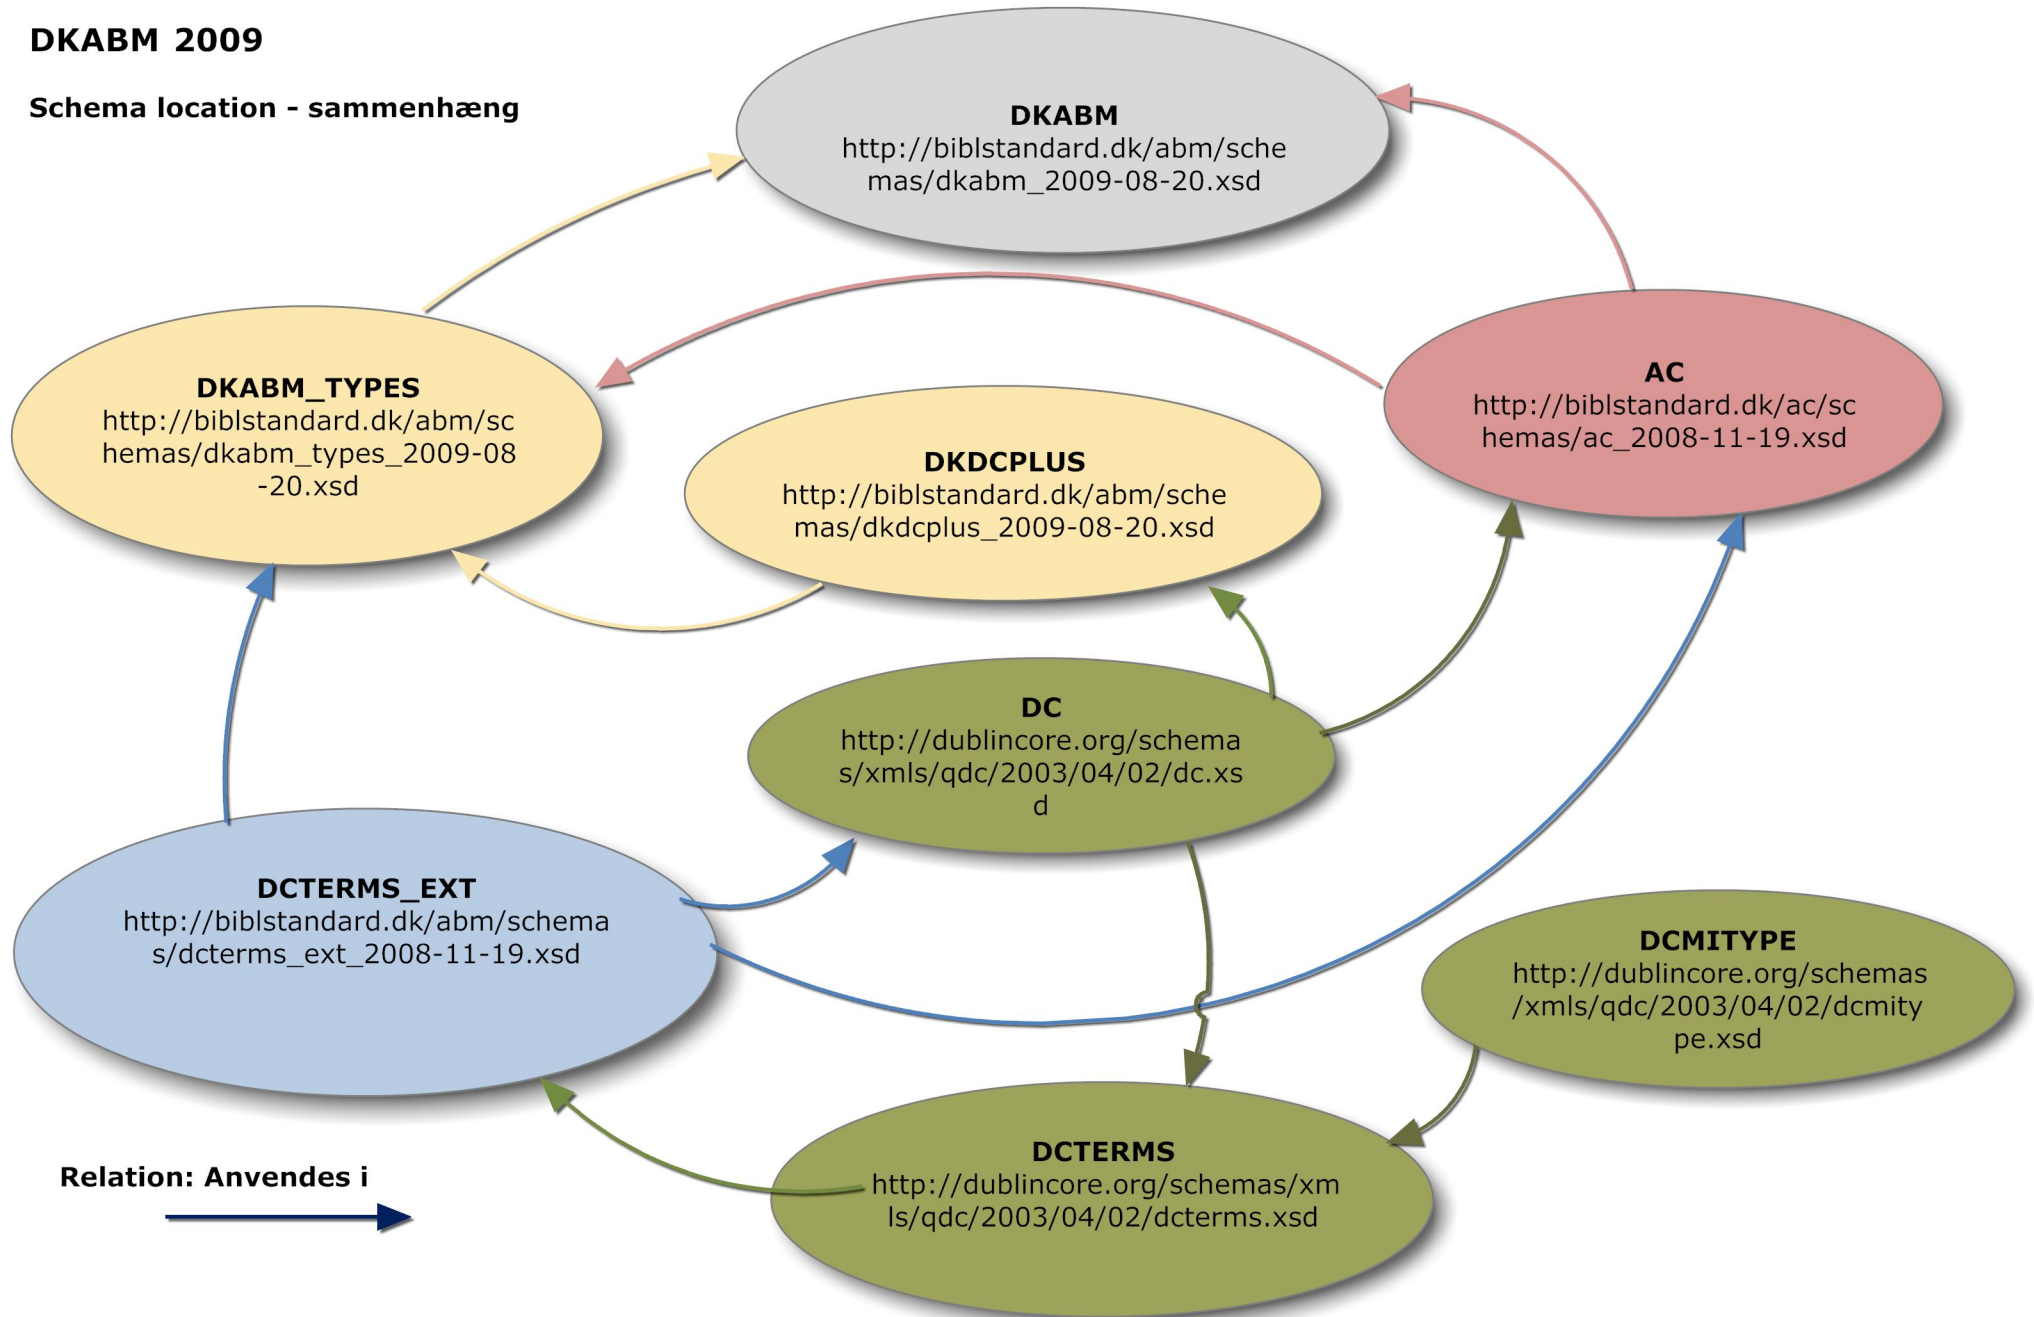 DKABM 2009
Schema location - sammenhæng
DKABM
http://biblstandard.dk/abm/sche
mas/dkabm_2009-08-20.xsd
DKABM_TYPES
http://biblstandard.dk/abm/sc
hemas/dkabm_types_2009-08
-20.xsd
AC
http://biblstandard.dk/ac/sc
hemas/ac_2008-11-19.xsd
DKDCPLUS
http://biblstandard.dk/abm/sche
mas/dkdcplus_2009-08-20.xsd
DC
http://dublincore.org/schema
s/xmls/qdc/2003/04/02/dc.xs
d
DCTERMS_EXT
http://biblstandard.dk/abm/schema
s/dcterms_ext_2008-11-19.xsd
DCMITYPE
http://dublincore.org/schemas
/xmls/qdc/2003/04/02/dcmity
pe.xsd
DCTERMS
http://dublincore.org/schemas/xm
ls/qdc/2003/04/02/dcterms.xsd
Relation: Anvendes i